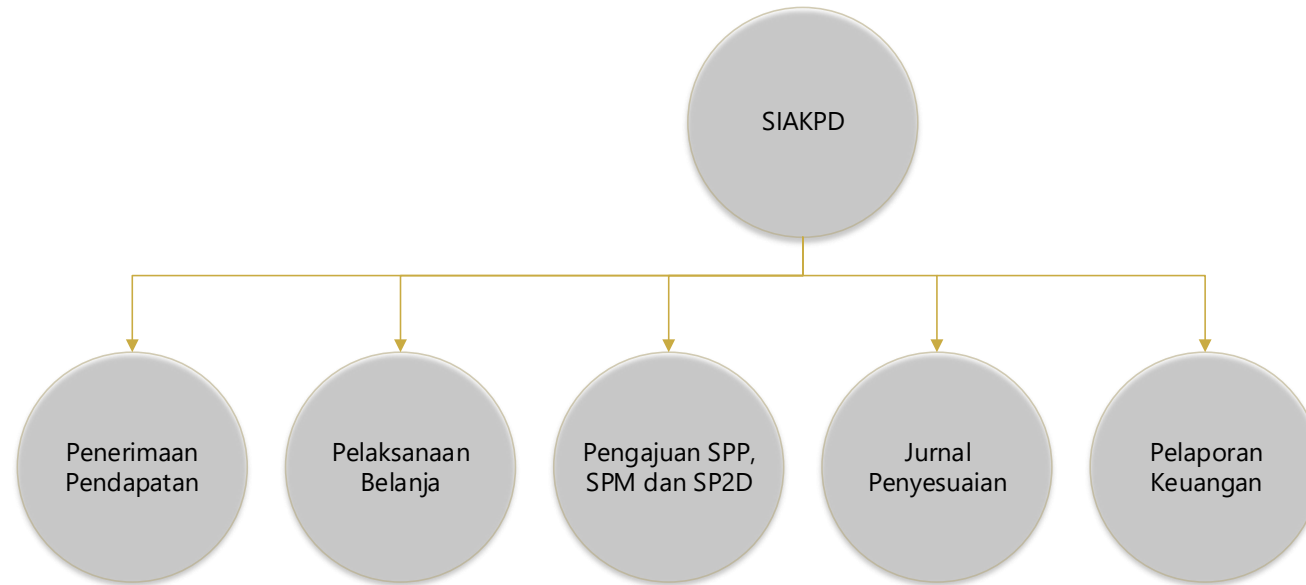 SIAKPD
Penerimaan
Pendapatan
Pelaksanaan
Belanja
Pengajuan SPP,
SPM dan SP2D
Jurnal
Penyesuaian
Pelaporan
Keuangan